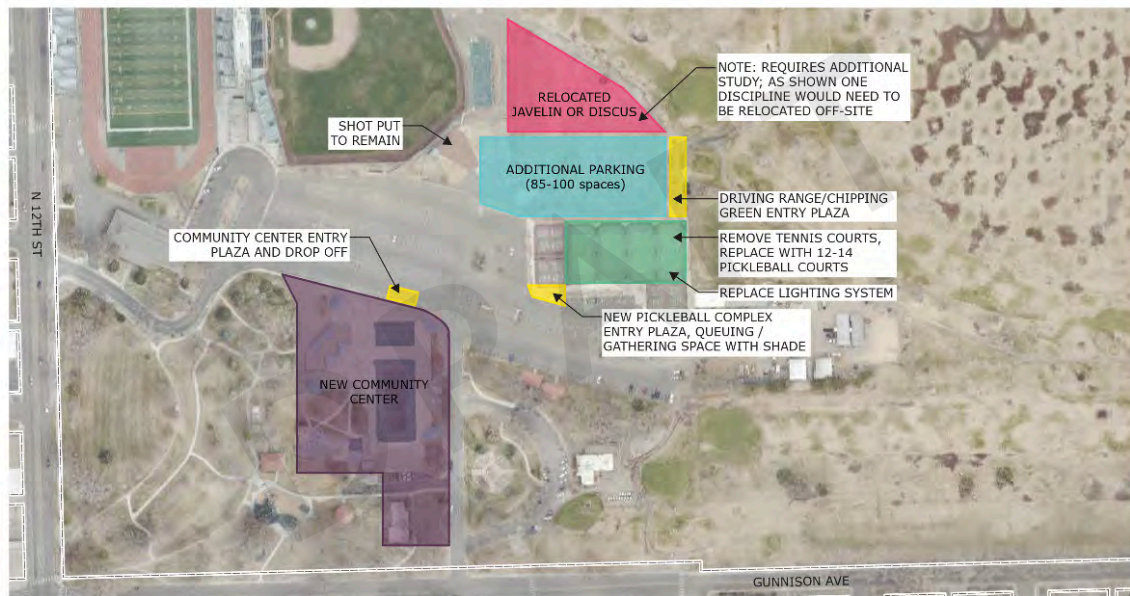 NOTE: REQUIRES ADDITIONAL
STUDY; AS SHOWN ONE
DISCIPLINE WOULD NEED TO
BE RELOCATED OFF-SITE
RELOCATED
JAVELIN OR DISCUS
SHOT PUT
TO REMAIN
ADDITIONAL PARKING
(85-100 spaces)
DRIVING RANGE/CHIPPING
GREEN ENTRY PLAZA
N 12TH ST
COMMUNITY CENTER ENTRY
PLAZA AND DROP OFF
REMOVE TENNIS COURTS,
REPLACE WITH 12-14
PICKLEBALL COURTS
REPLACE LIGHTING SYSTEM
NEW PICKLEBALL COMPLEX
ENTRY PLAZA, QUEUING /
GATHERING SPACE WITH SHADE
NEW COMMUNITY
CENTER
GUNNISON AVE